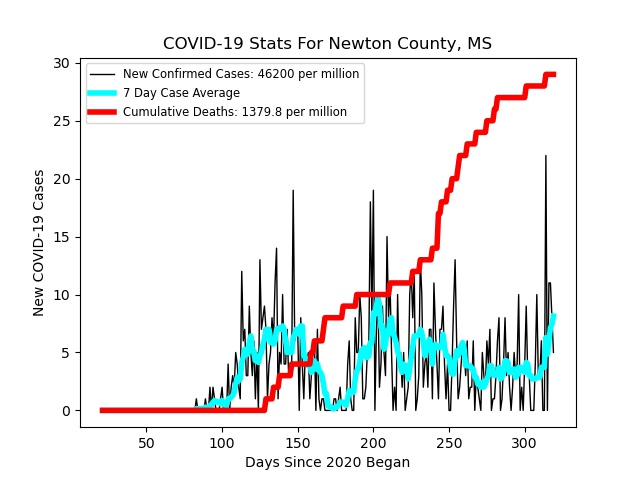 COVID-19 Stats For Newton County, MS
New Confirmed Cases: 46200 per million
7 Day Case Average
Cumulative Deaths: 1379.8 per million
New COVID-19 Cases
30
25
20
15
10
5
0
50 100 150 200 250 300
Days Since 2020 Began